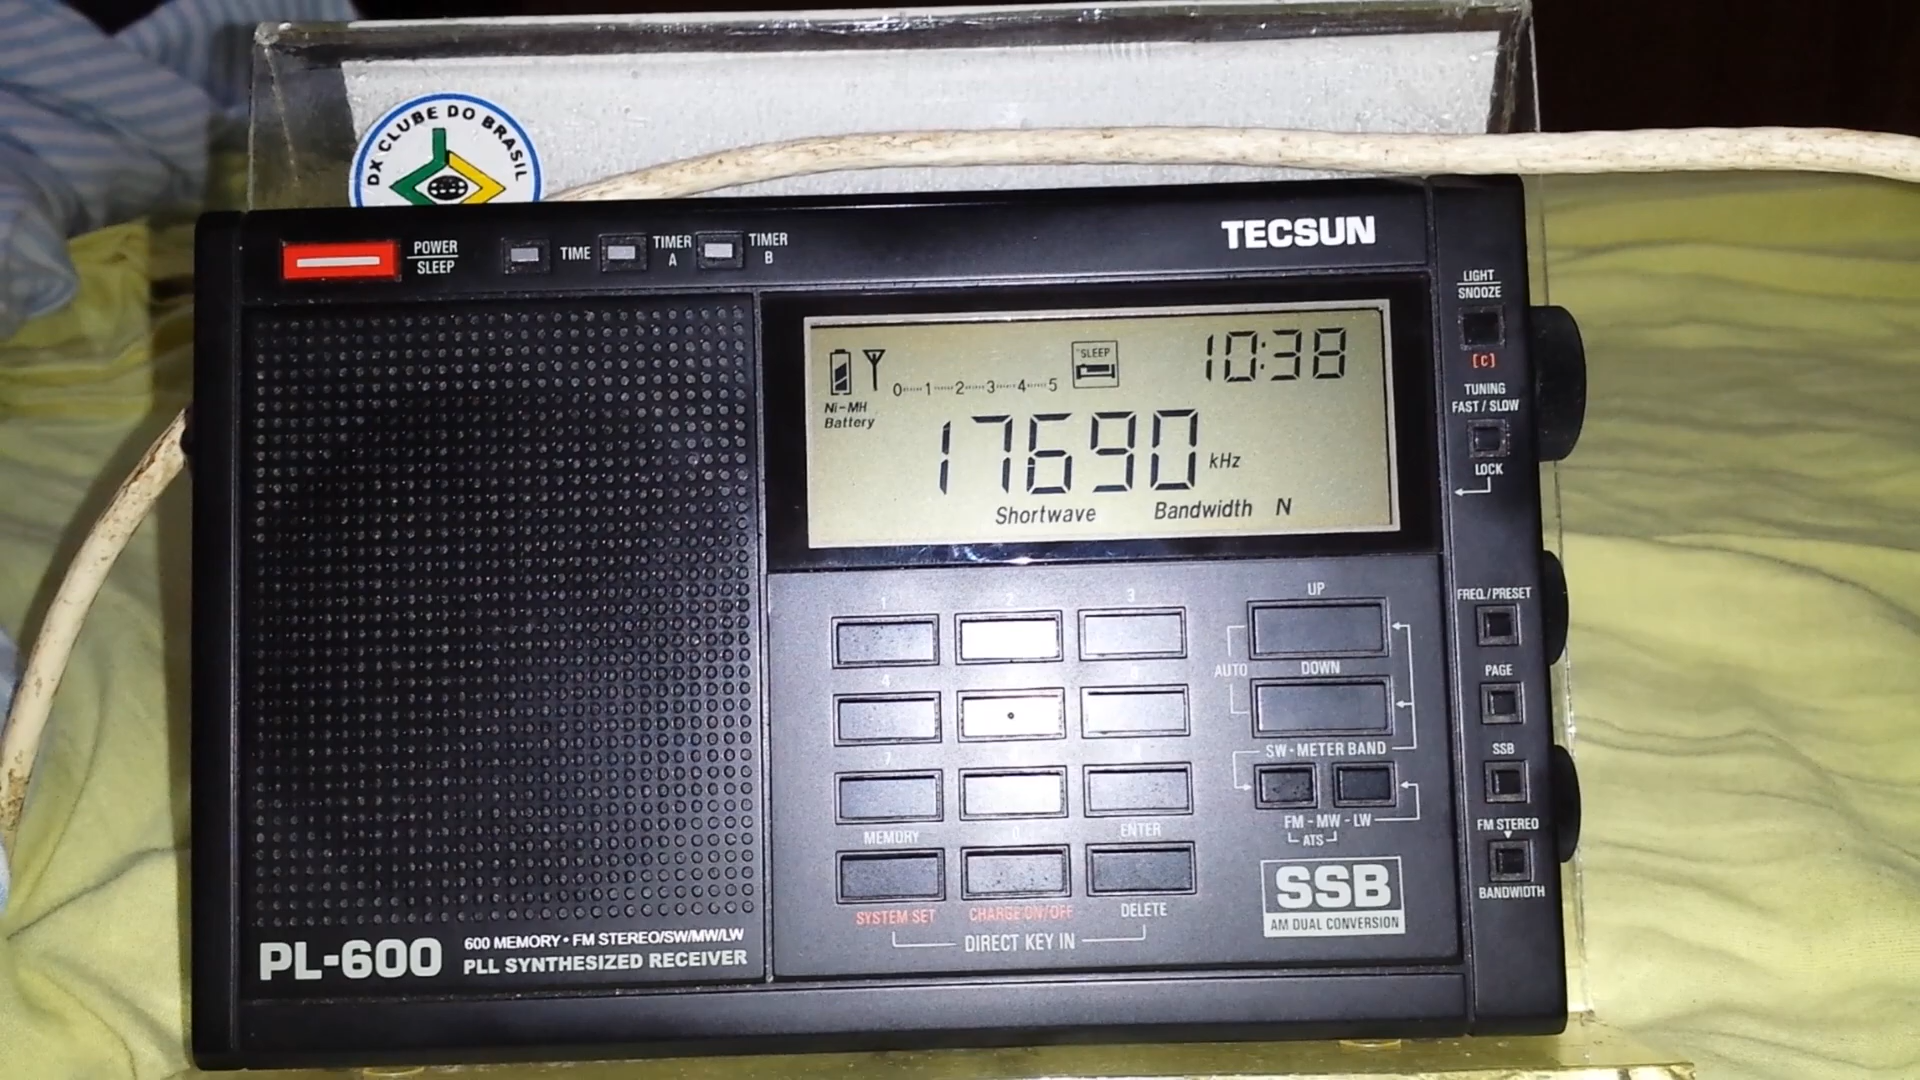 DX CLUBE DO BRASIL
POWER
SLEEP
TIME
TIMER
A
TIMER
B
TECSUN
LIGHT
SNOOZE
[C]
TUNING
FAST / SLOW
LOCK
SLEEP
10:38
0 1 2 3 4 5
Ni-MH
Battery
17690 kHz
Shortwave Bandwidth N
1 2 3
UP
FREQ./PRESET
AUTO
DOWN
4
PAGE
SW • METER BAND
SSB
7
FM - MW - LW
ATS
FM STEREO
BANDWIDTH
MEMORY 0 ENTER
SSB
AM DUAL CONVERSION
SYSTEM SET CHARGE ON/OFF DELETE
DIRECT KEY IN
PL-600
600 MEMORY • FM STEREO/SW/MW/LW
PLL SYNTHESIZED RECEIVER